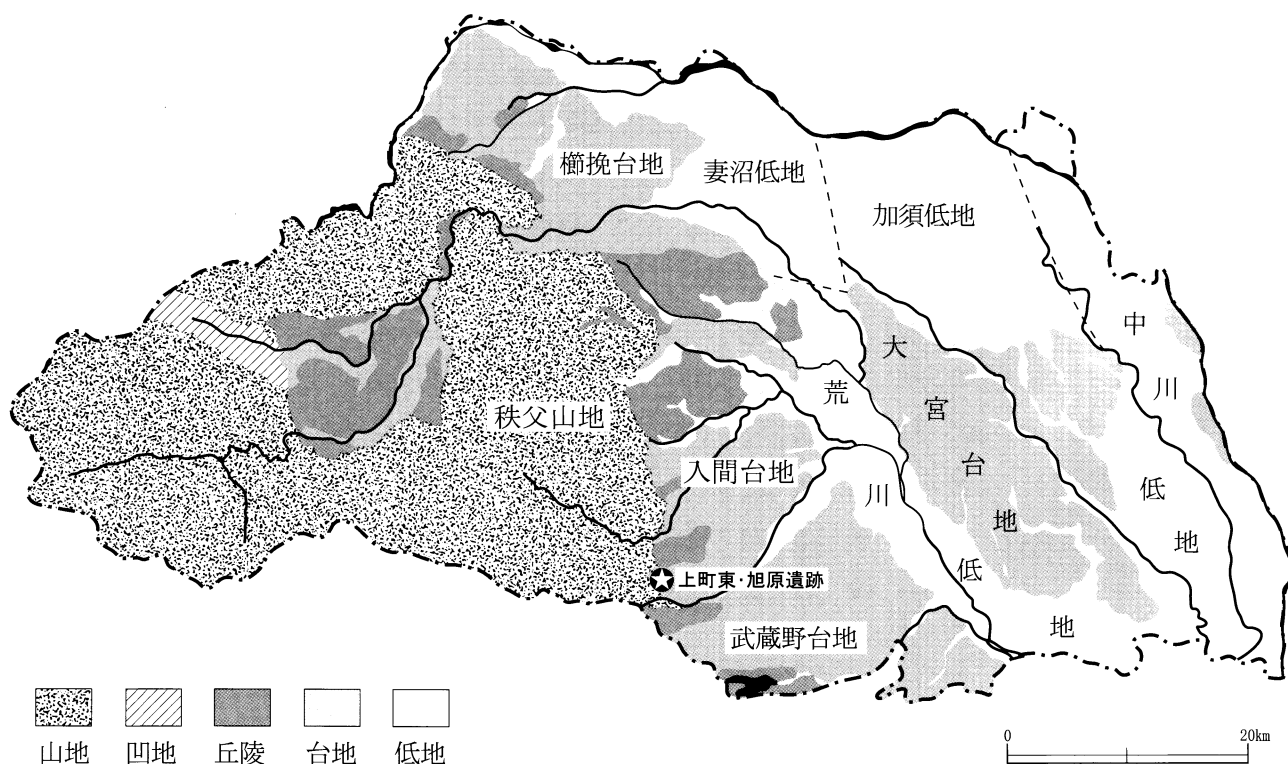 櫛挽台地
妻沼低地
加須低地
中川低地
大宮台地
荒川低地
秩父山地
入間台地
上町東・旭原遺跡
武蔵野台地
山地
凹地
丘陵
台地
低地
0
20km